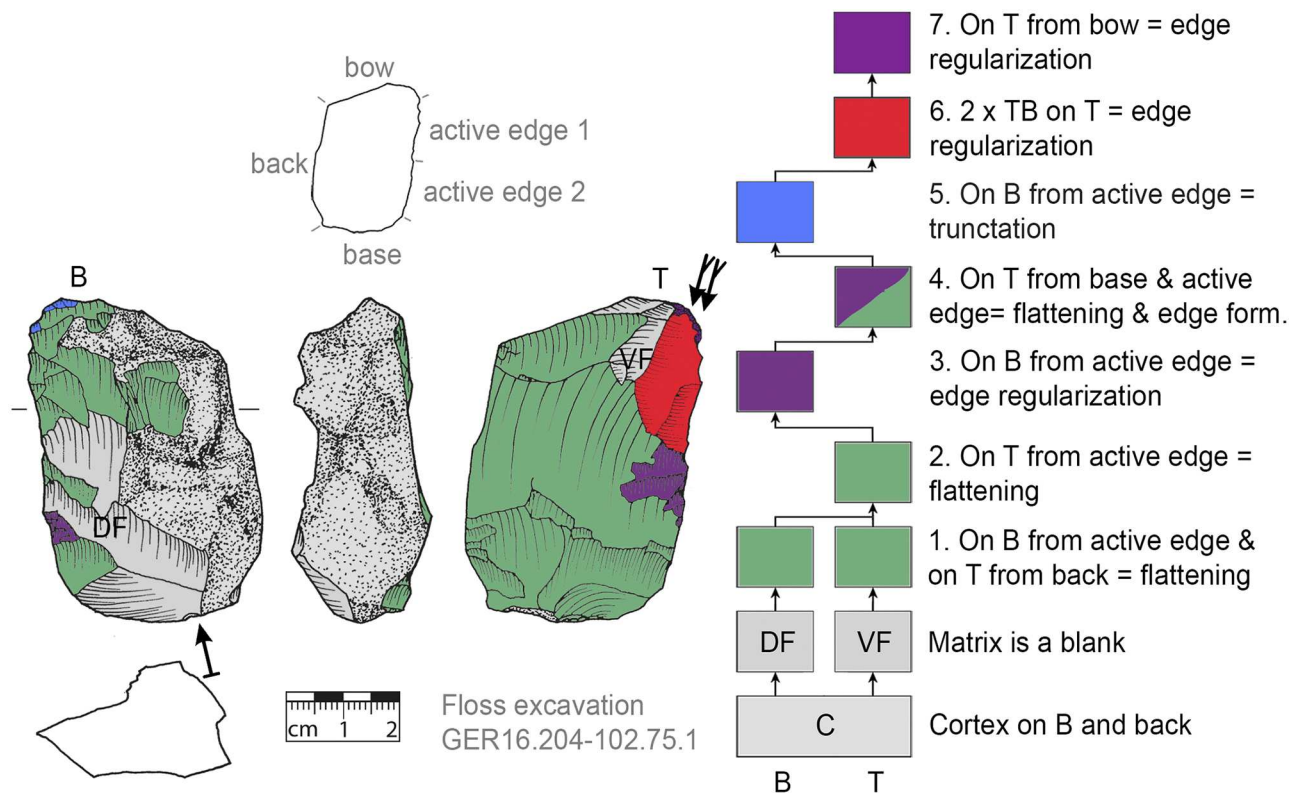 bow
active edge 1
back
active edge 2
base
B
T
VF
DF
cm 1 2
Floss excavation
GER16.204-102.75.1
7. On T from bow = edge
regularization
6. 2 x TB on T = edge
regularization
5. On B from active edge =
trunctation
4. On T from base & active
edge= flattening & edge form.
3. On B from active edge =
edge regularization
2. On T from active edge =
flattening
1. On B from active edge &
on T from back = flattening
DF
VF
Matrix is a blank
C
Cortex on B and back
B
T